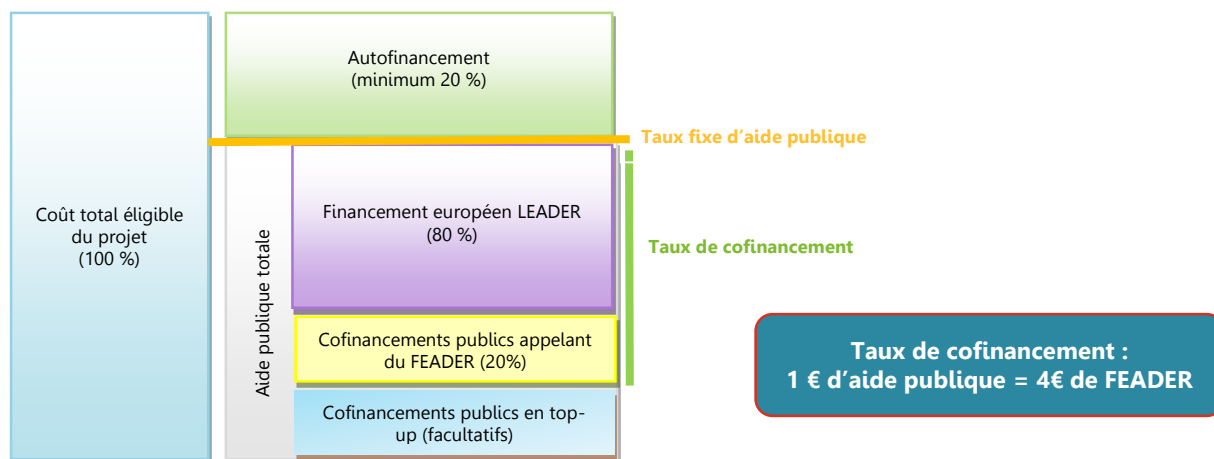 Coût total éligible
du projet
(100 %)
Autofinancement
(minimum 20 %)
Taux fixe d’aide publique
Aide publique totale
Financement européen LEADER
(80 %)
Taux de cofinancement
Cofinancements publics appelant
du FEADER (20%)
Cofinancements publics en top-
up (facultatifs)
Taux de cofinancement :
1 € d’aide publique = 4€ de FEADER